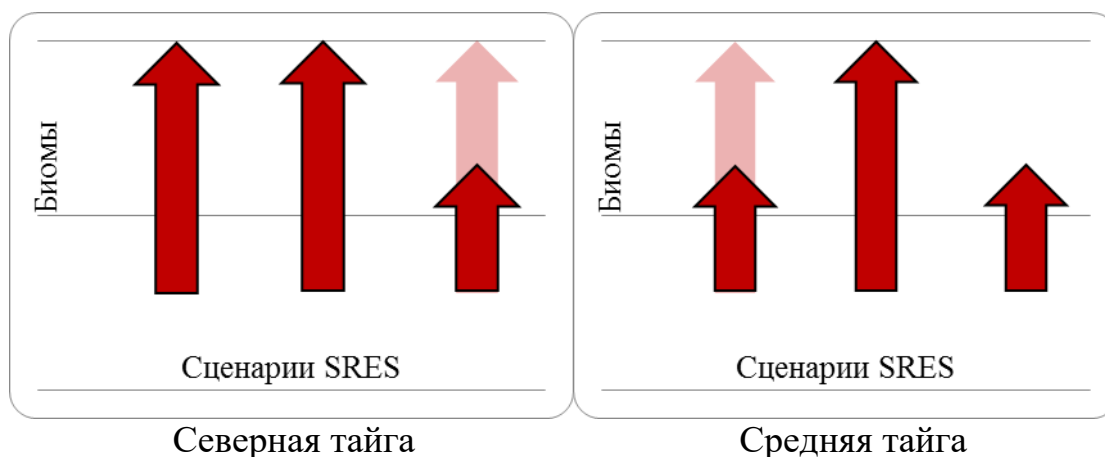 Биомы
Сценарии SRES
Северная тайга
Биомы
Сценарии SRES
Средняя тайга